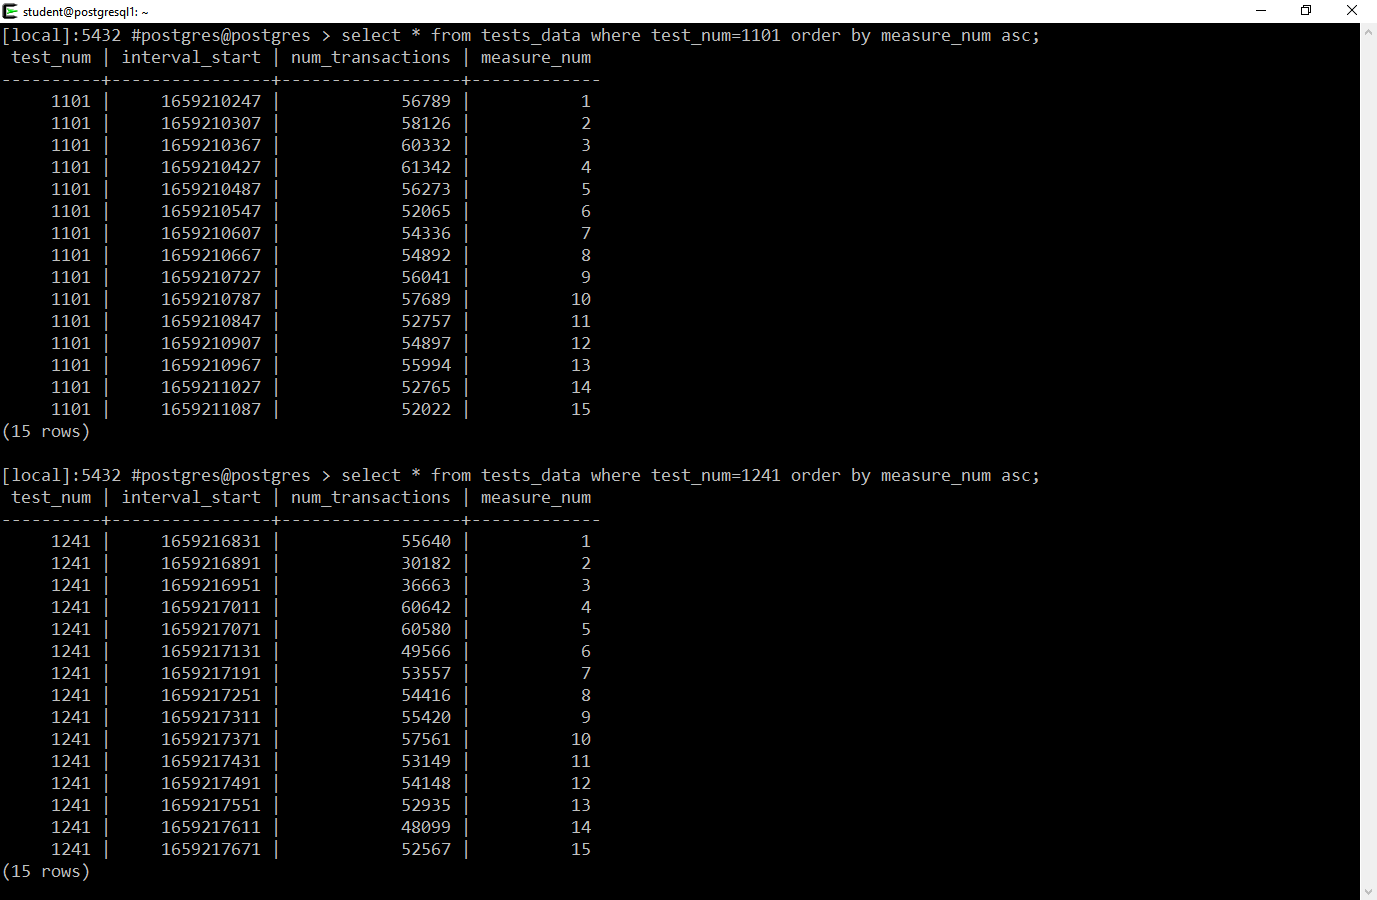 student@postgresql1: ~
[local]:5432 #postgres@postgres > select * from tests_data where test_num=1101 order by measure_num asc;
 test_num | interval_start | num_transactions | measure_num
----------+----------------+------------------+-------------
     1101 |     1659210247 |            56789 |           1
     1101 |     1659210307 |            58126 |           2
     1101 |     1659210367 |            60332 |           3
     1101 |     1659210427 |            61342 |           4
     1101 |     1659210487 |            56273 |           5
     1101 |     1659210547 |            52065 |           6
     1101 |     1659210607 |            54336 |           7
     1101 |     1659210667 |            54892 |           8
     1101 |     1659210727 |            56041 |           9
     1101 |     1659210787 |            57689 |          10
     1101 |     1659210847 |            52757 |          11
     1101 |     1659210907 |            54897 |          12
     1101 |     1659210967 |            55994 |          13
     1101 |     1659211027 |            52765 |          14
     1101 |     1659211087 |            52022 |          15
(15 rows)

[local]:5432 #postgres@postgres > select * from tests_data where test_num=1241 order by measure_num asc;
 test_num | interval_start | num_transactions | measure_num
----------+----------------+------------------+-------------
     1241 |     1659216831 |            55640 |           1
     1241 |     1659216891 |            30182 |           2
     1241 |     1659216951 |            36663 |           3
     1241 |     1659217011 |            60642 |           4
     1241 |     1659217071 |            60580 |           5
     1241 |     1659217131 |            49566 |           6
     1241 |     1659217191 |            53557 |           7
     1241 |     1659217251 |            54416 |           8
     1241 |     1659217311 |            55420 |           9
     1241 |     1659217371 |            57561 |          10
     1241 |     1659217431 |            53149 |          11
     1241 |     1659217491 |            54148 |          12
     1241 |     1659217551 |            52935 |          13
     1241 |     1659217611 |            48099 |          14
     1241 |     1659217671 |            52567 |          15
(15 rows)